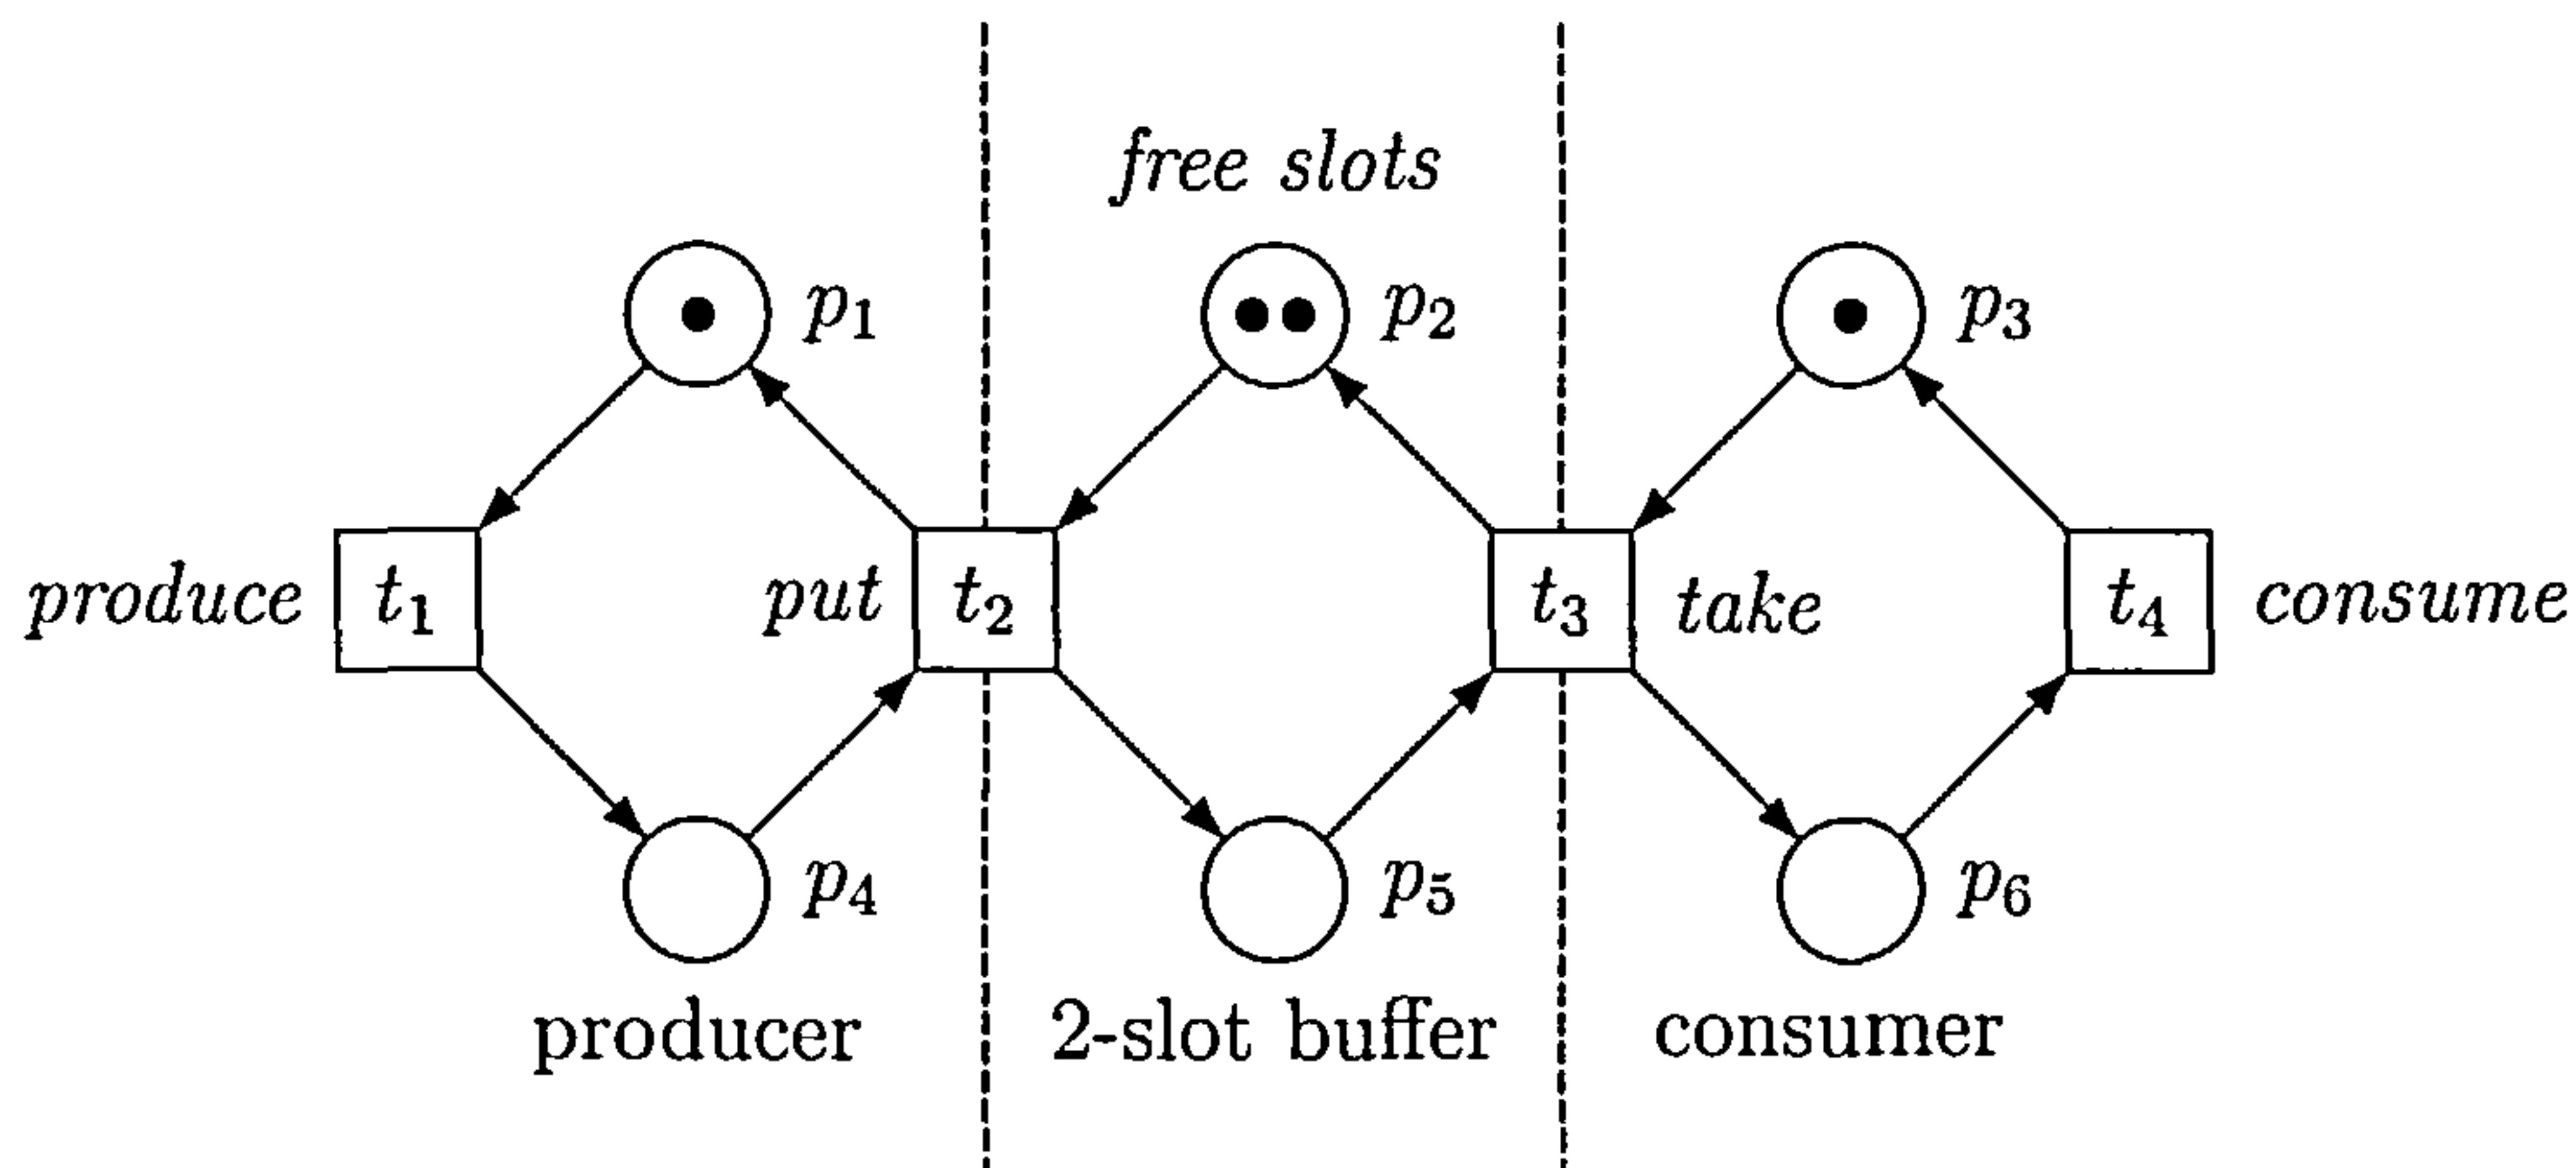 free slots
p1 p2 p3
produce t1 put t2 t3 take t4 consume
p4 p5 p6
producer 2-slot buffer consumer